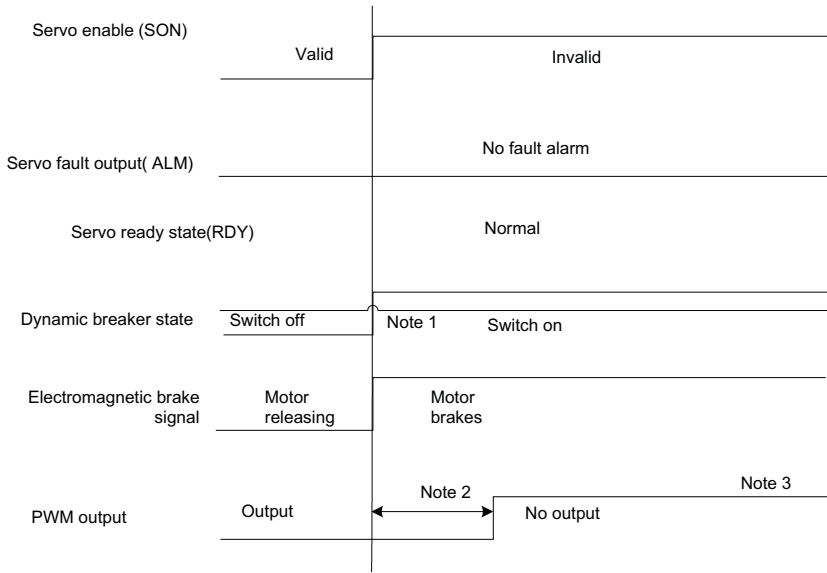 Servo enable (SON)
Valid
Invalid
No fault alarm
Servo fault output( ALM)
Servo ready state(RDY)
Normal
Dynamic breaker state
Switch off
Note 1
Switch on
Electromagnetic brake
signal
Motor
releasing
Motor
brakes
Note 2
Note 3
PWM output
Output
No output